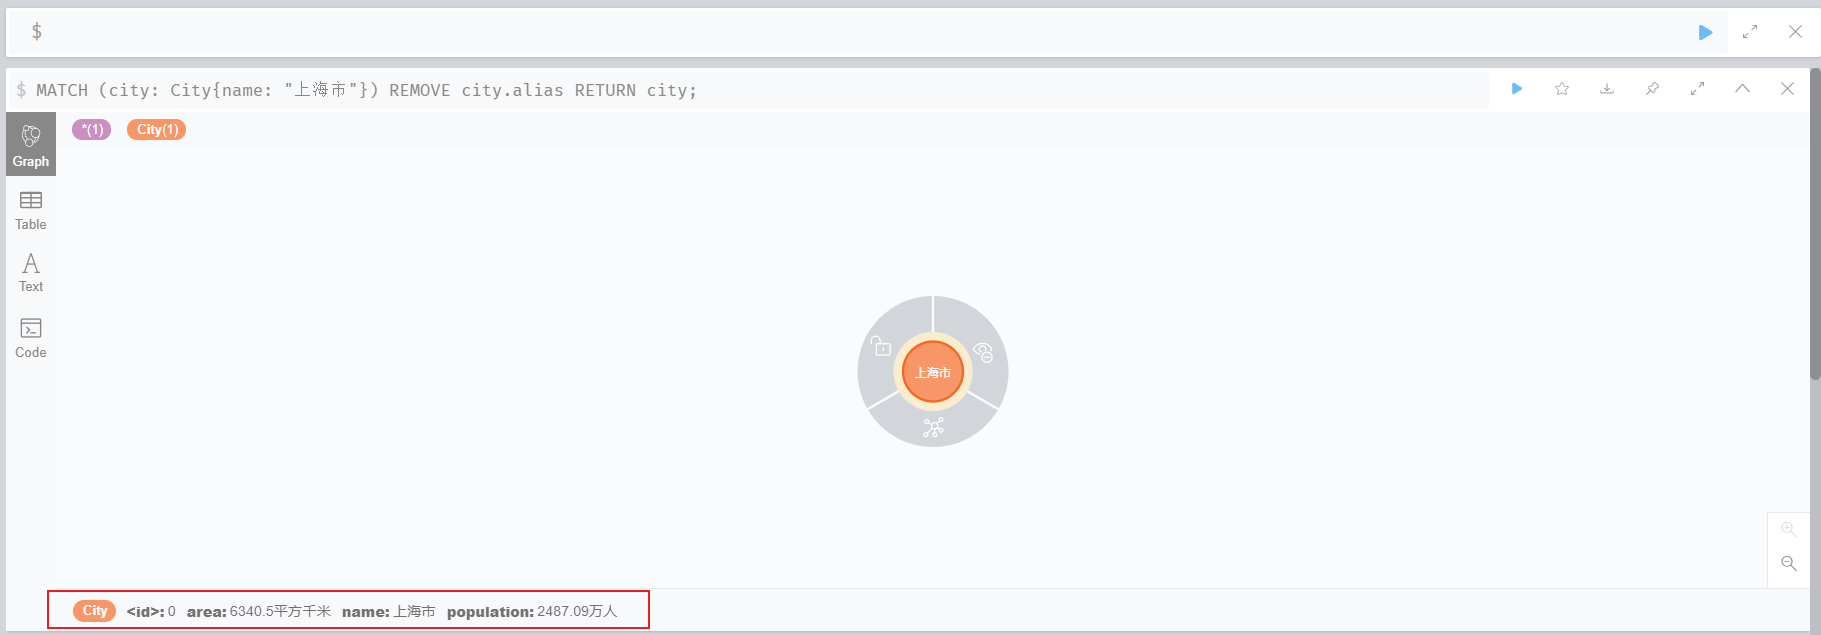 $
$ MATCH (city: City{name: "上海市"}) REMOVE city.alias RETURN city;
*(1) City(1)
Graph
Table
Text
Code
上海市
City <id>: 0 area: 6340.5平方千米 name: 上海市 population: 2487.09万人